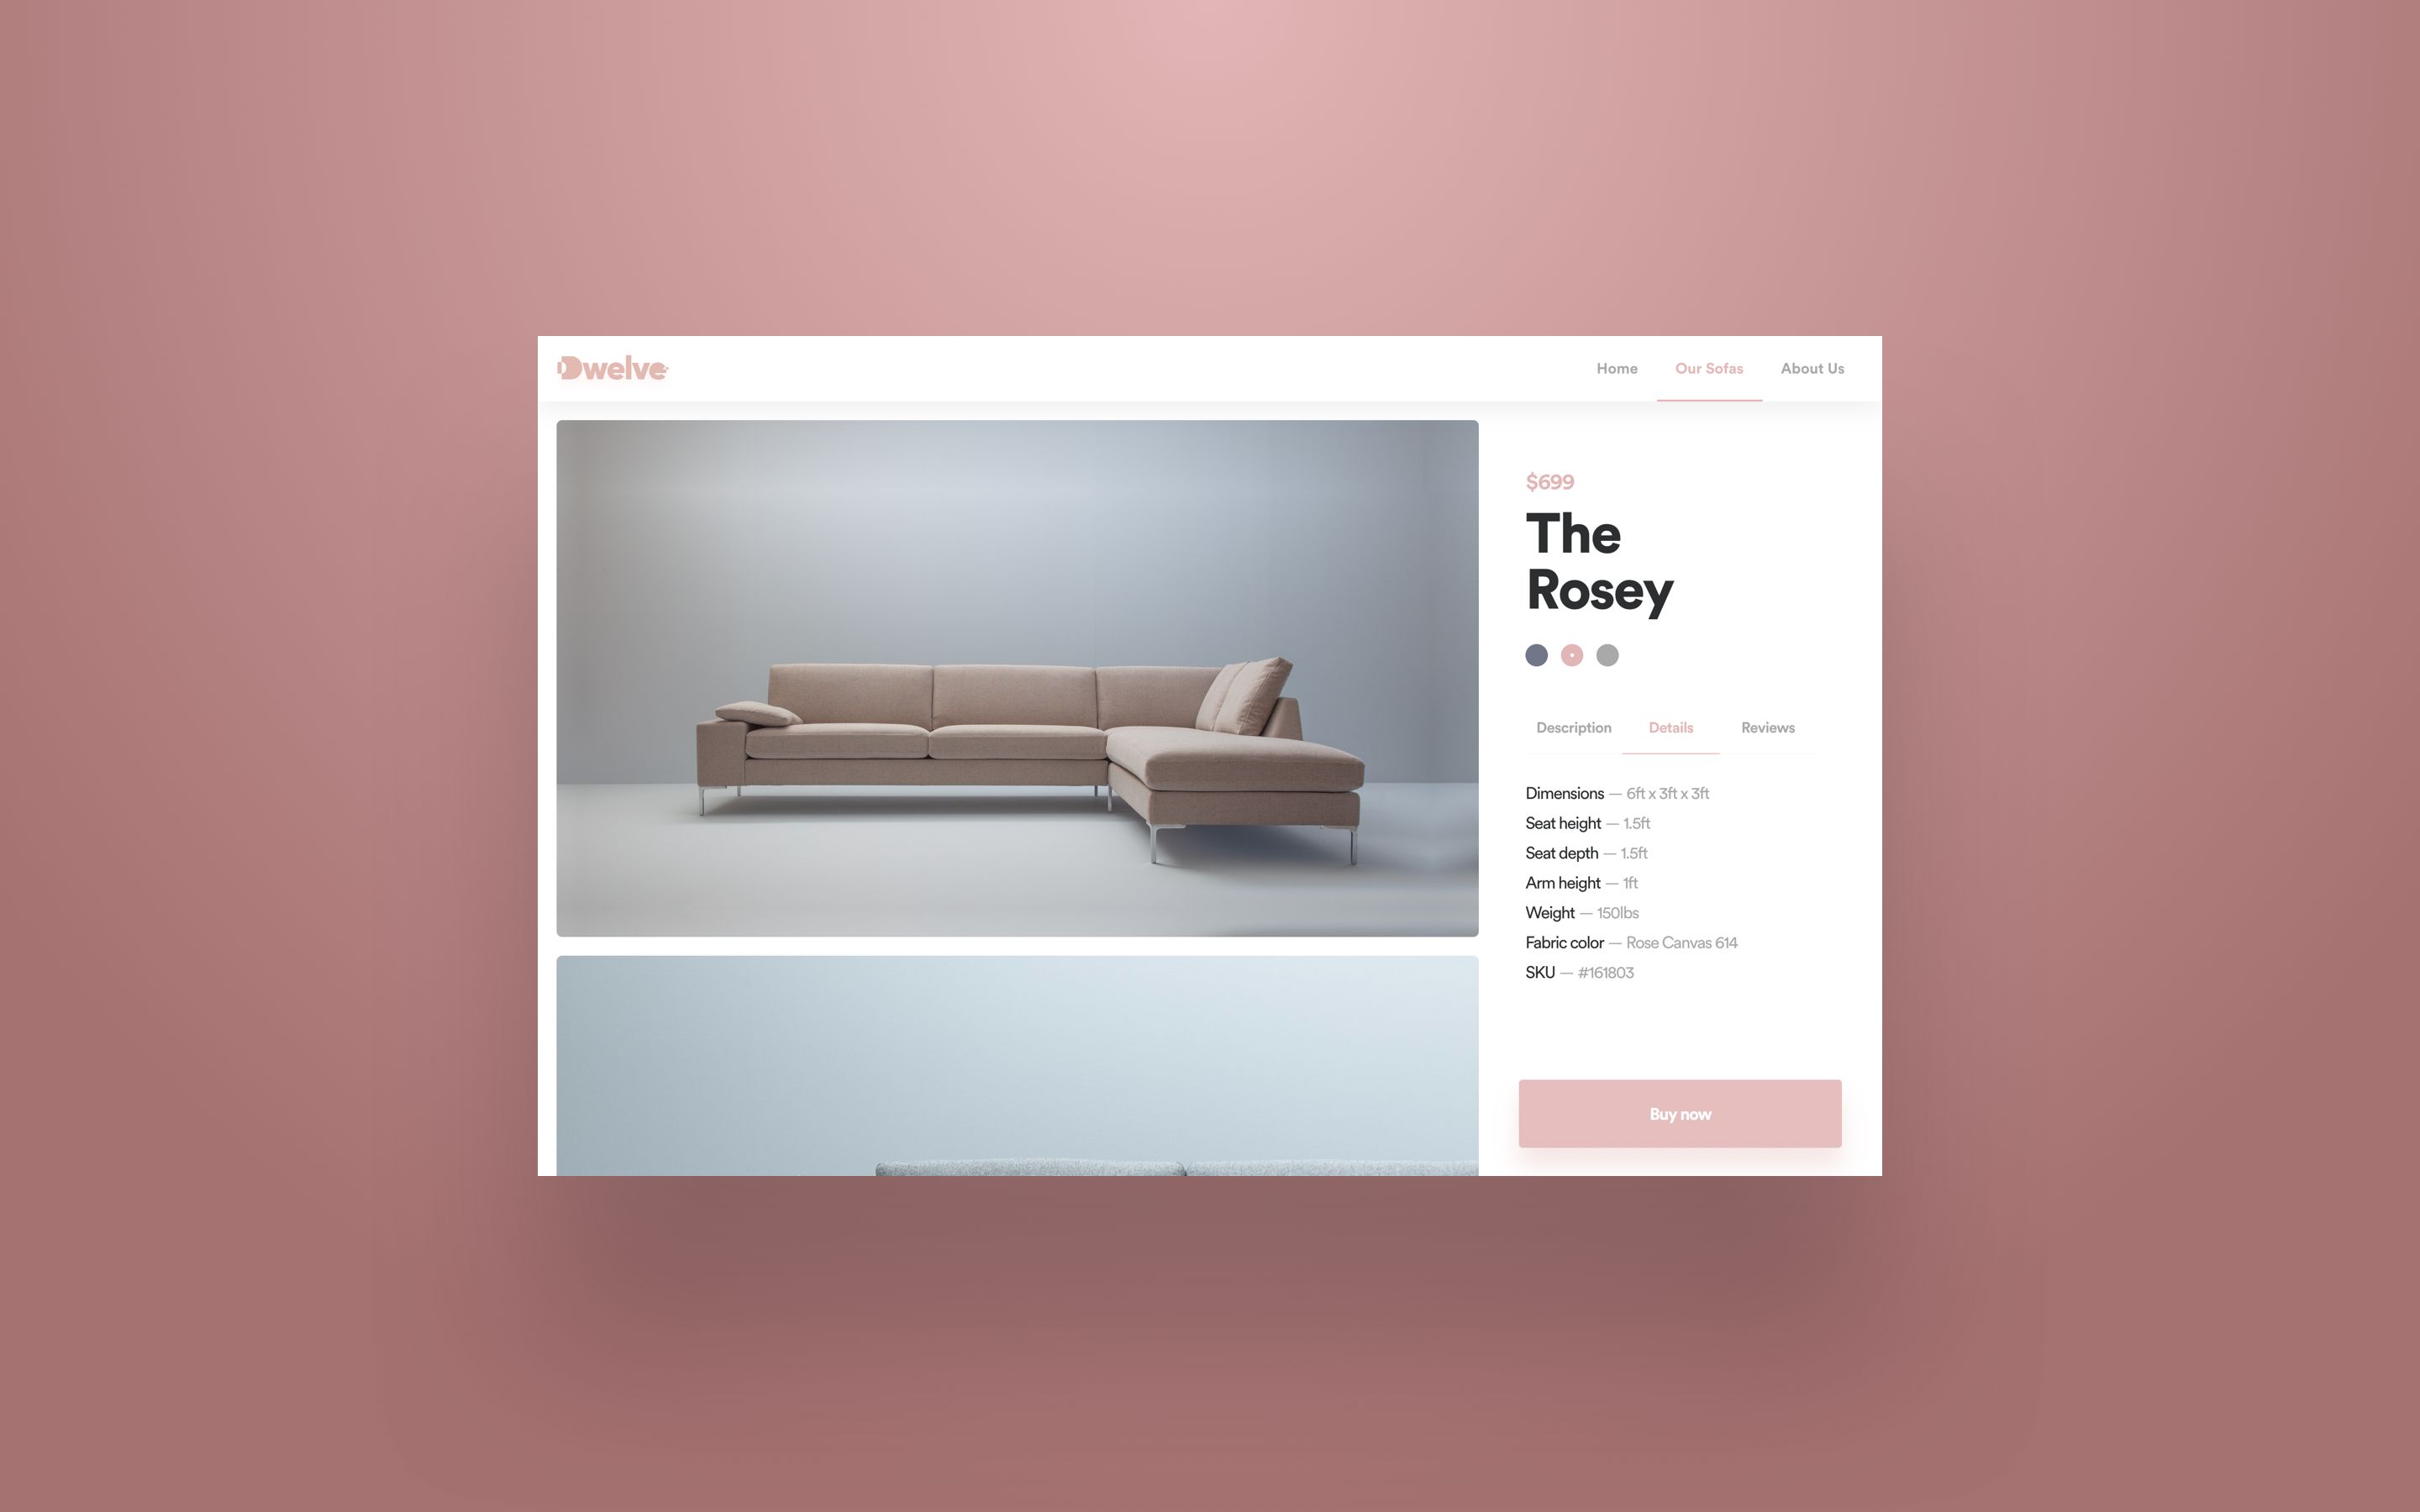 Dwelve
Home Our Sofas About Us
$699
The
Rosey
Description Details Reviews
Dimensions — 6ft x 3ft x 3ft
Seat height — 1.5ft
Seat depth — 1.5ft
Arm height — 1ft
Weight — 150lbs
Fabric color — Rose Canvas 614
SKU — #161803
Buy now